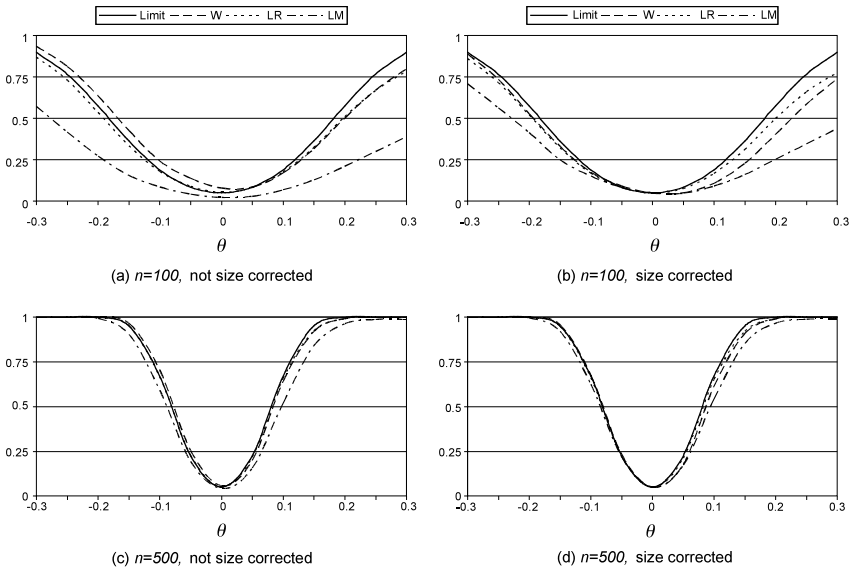 Limit W LR LM
Limit W LR LM
1
0.75
0.5
0.25
0
-0.3 -0.2 -0.1 0 0.1 0.2 0.3
θ
(a) n=100, not size corrected
1
0.75
0.5
0.25
0
-0.3 -0.2 -0.1 0 0.1 0.2 0.3
θ
(b) n=100, size corrected
1
0.75
0.5
0.25
0
-0.3 -0.2 -0.1 0 0.1 0.2 0.3
θ
(c) n=500, not size corrected
1
0.75
0.5
0.25
0
-0.3 -0.2 -0.1 0 0.1 0.2 0.3
θ
(d) n=500, size corrected